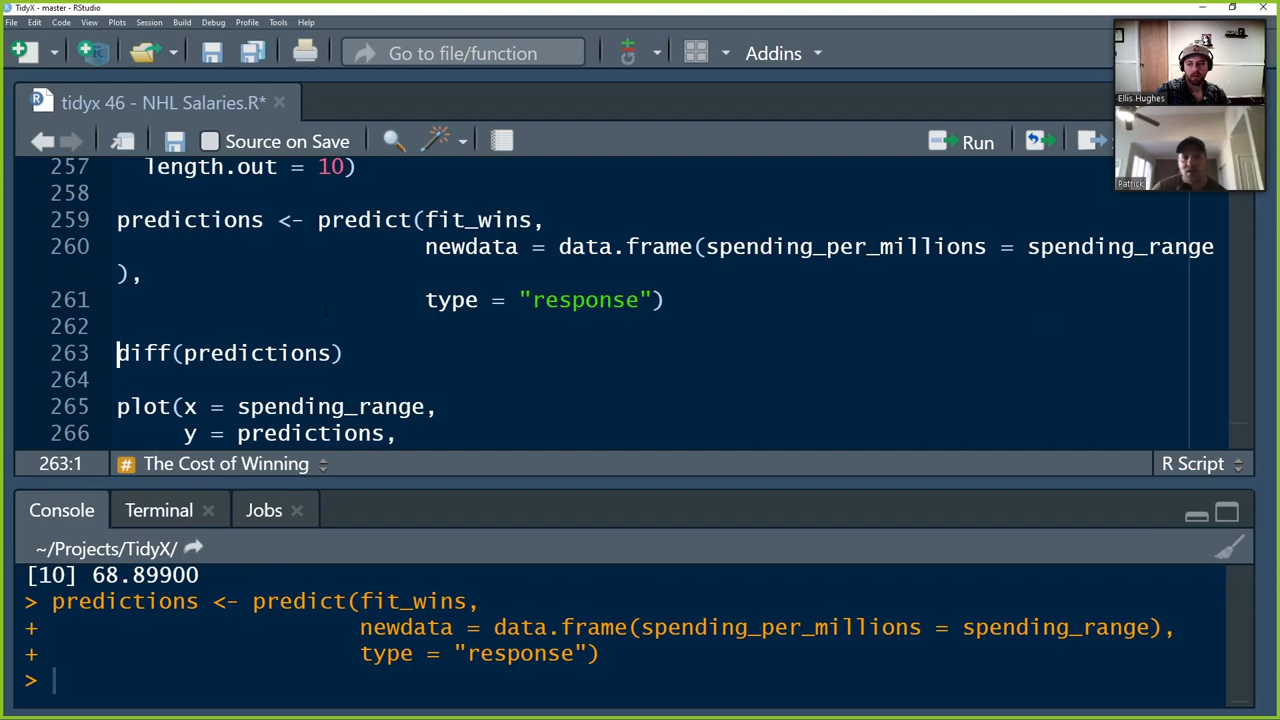 TidyX - master - RStudio
File Edit Code View Plots Session Build Debug Profile Tools Help
Go to file/function
Addins
Ellis Hughes
Patrick
tidyx 46 - NHL Salaries.R*
Source on Save
Run
257 length.out = 10)
258
259 predictions <- predict(fit_wins,
260 newdata = data.frame(spending_per_millions = spending_range
),
261 type = "response")
262
263 diff(predictions)
264
265 plot(x = spending_range,
266 y = predictions,
263:1 # The Cost of Winning R Script
Console Terminal Jobs
~/Projects/TidyX/
[10] 68.89900
> predictions <- predict(fit_wins,
+ newdata = data.frame(spending_per_millions = spending_range),
+ type = "response")
>